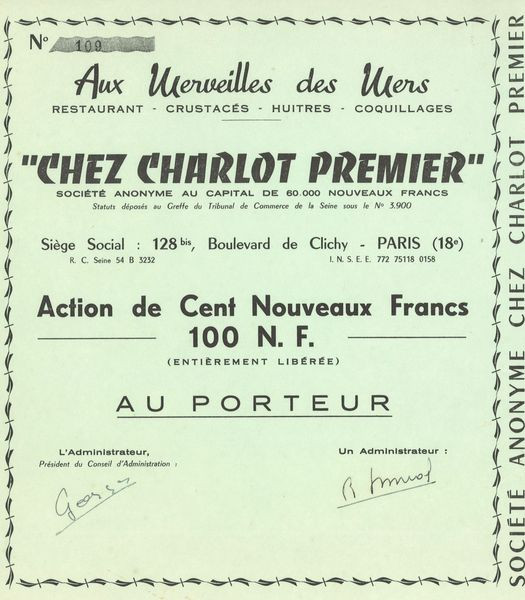 Nº 109
Aux Merveilles des Mers
RESTAURANT - CRUSTACÉS - HUITRES - COQUILLAGES
"CHEZ CHARLOT PREMIER"
SOCIÉTÉ ANONYME AU CAPITAL DE 60.000 NOUVEAUX FRANCS
Statuts déposés au Greffe du Tribunal de Commerce de la Seine sous le Nº 3.900
Siège Social : 128 bis, Boulevard de Clichy - PARIS (18e)
R. C. Seine 54 B 3232
I. N. S. E. E. 772 75118 0158
Action de Cent Nouveaux Francs
100 N. F.
(ENTIÈREMENT LIBÉRÉE)
AU PORTEUR
L'Administrateur,
Président du Conseil d'Administration :
Un Administrateur :
SOCIÉTÉ ANONYME CHEZ CHARLOT PREMIER